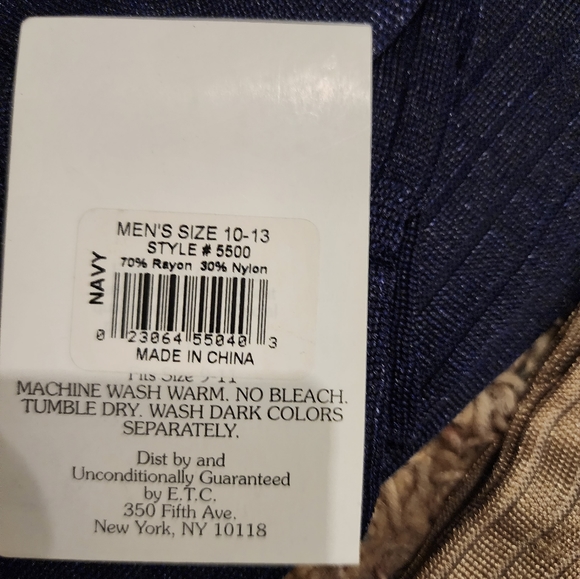 MEN'S SIZE 10-13
STYLE # 5500
70% Rayon 30% Nylon
NAVY
0 23064 55040 3
MADE IN CHINA
Fits Size 9-11
MACHINE WASH WARM. NO BLEACH.
TUMBLE DRY. WASH DARK COLORS
SEPARATELY.
Dist by and
Unconditionally Guaranteed
by E.T.C.
350 Fifth Ave.
New York, NY 10118